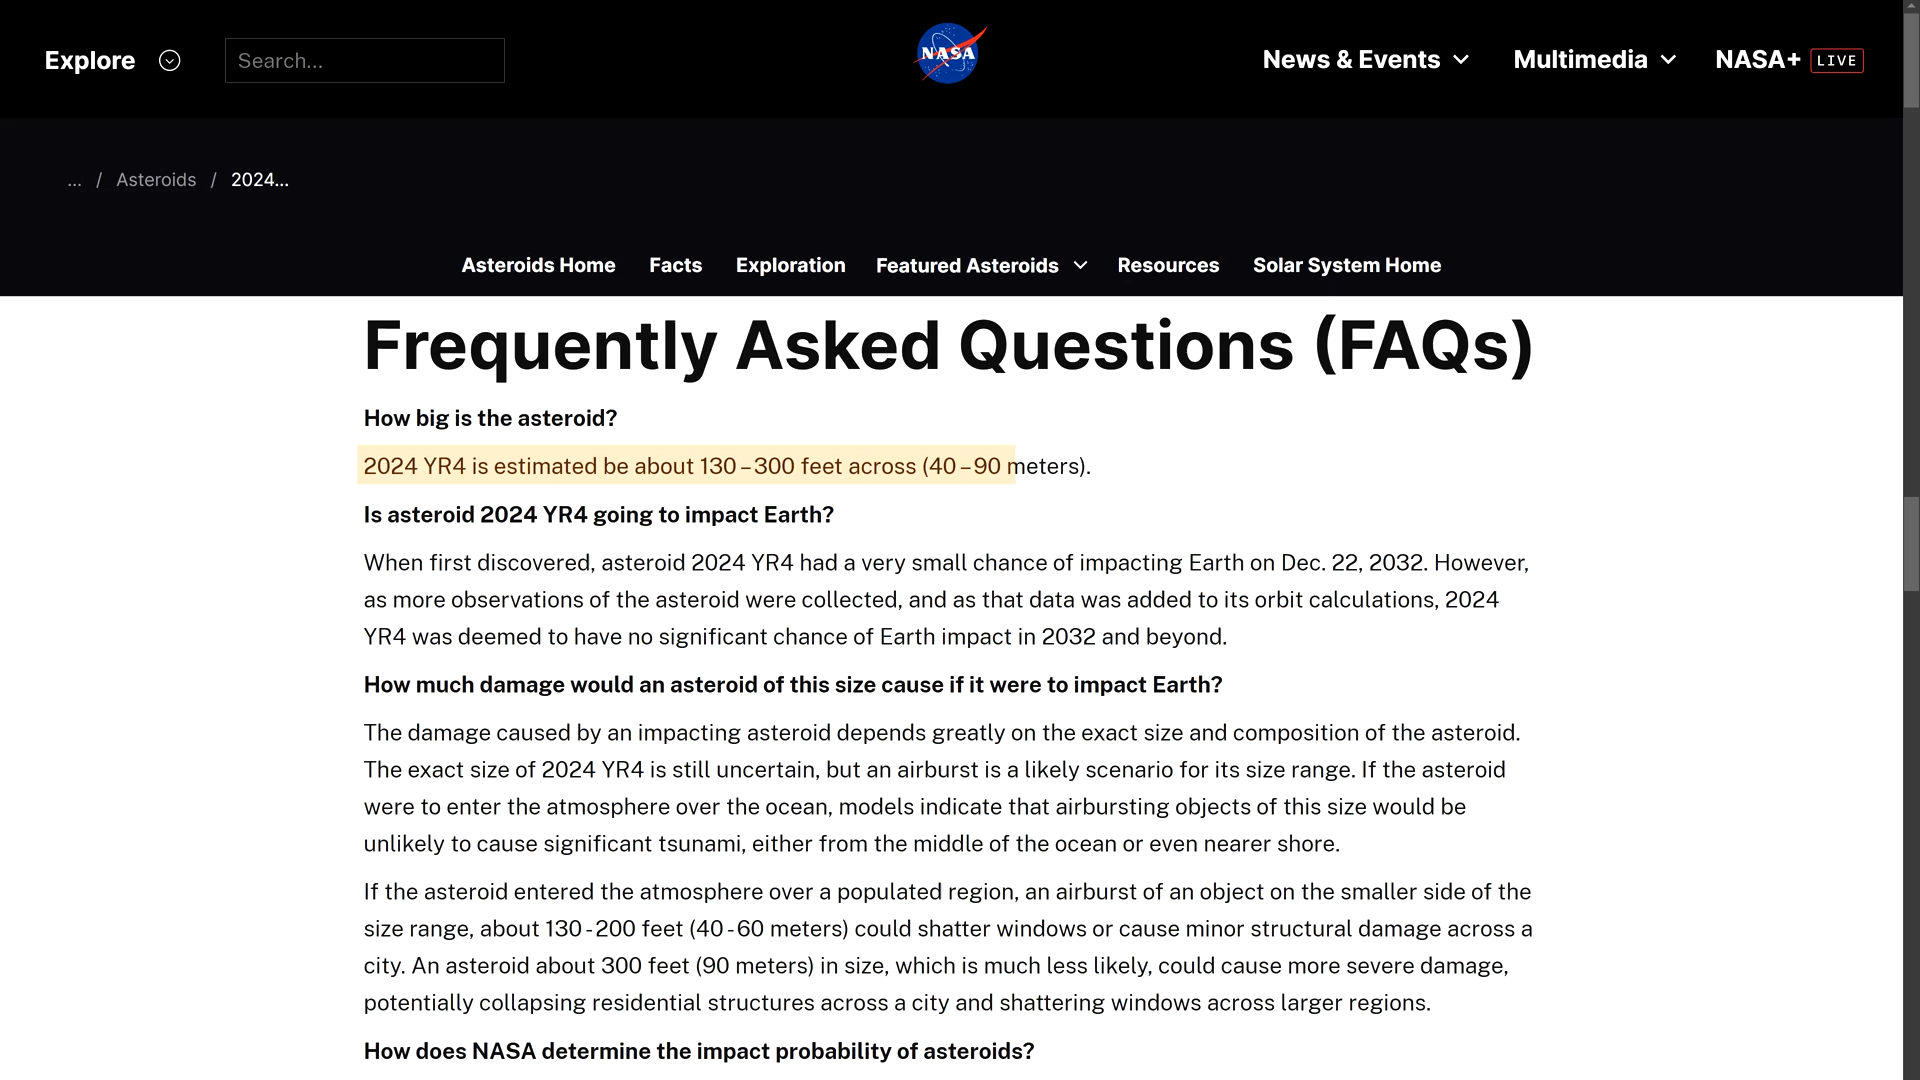 Explore
Search...
NASA
News & Events
Multimedia
NASA+ LIVE
... / Asteroids / 2024...
Asteroids Home
Facts
Exploration
Featured Asteroids
Resources
Solar System Home
Frequently Asked Questions (FAQs)
How big is the asteroid?
2024 YR4 is estimated be about 130–300 feet across (40–90 meters).
Is asteroid 2024 YR4 going to impact Earth?
When first discovered, asteroid 2024 YR4 had a very small chance of impacting Earth on Dec. 22, 2032. However,
as more observations of the asteroid were collected, and as that data was added to its orbit calculations, 2024
YR4 was deemed to have no significant chance of Earth impact in 2032 and beyond.
How much damage would an asteroid of this size cause if it were to impact Earth?
The damage caused by an impacting asteroid depends greatly on the exact size and composition of the asteroid.
The exact size of 2024 YR4 is still uncertain, but an airburst is a likely scenario for its size range. If the asteroid
were to enter the atmosphere over the ocean, models indicate that airbursting objects of this size would be
unlikely to cause significant tsunami, either from the middle of the ocean or even nearer shore.
If the asteroid entered the atmosphere over a populated region, an airburst of an object on the smaller side of the
size range, about 130-200 feet (40-60 meters) could shatter windows or cause minor structural damage across a
city. An asteroid about 300 feet (90 meters) in size, which is much less likely, could cause more severe damage,
potentially collapsing residential structures across a city and shattering windows across larger regions.
How does NASA determine the impact probability of asteroids?